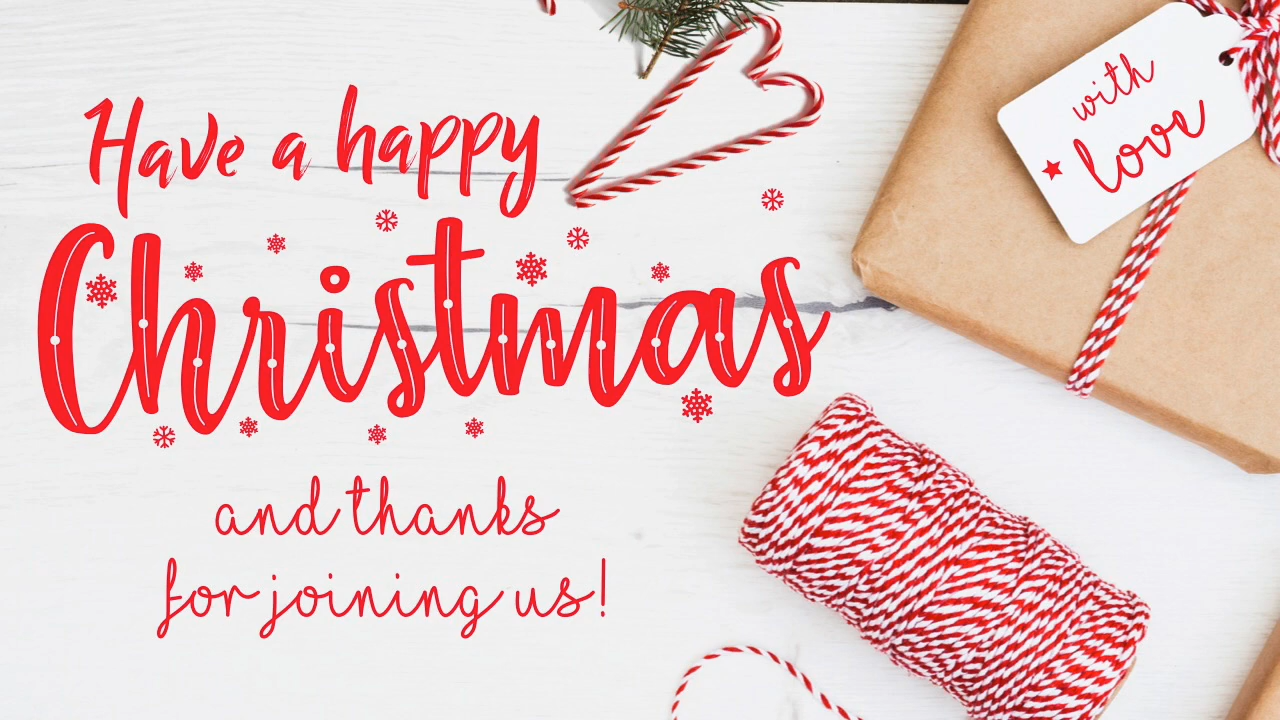 Have a happy
Christmas
and thanks
for joining us!
with
love